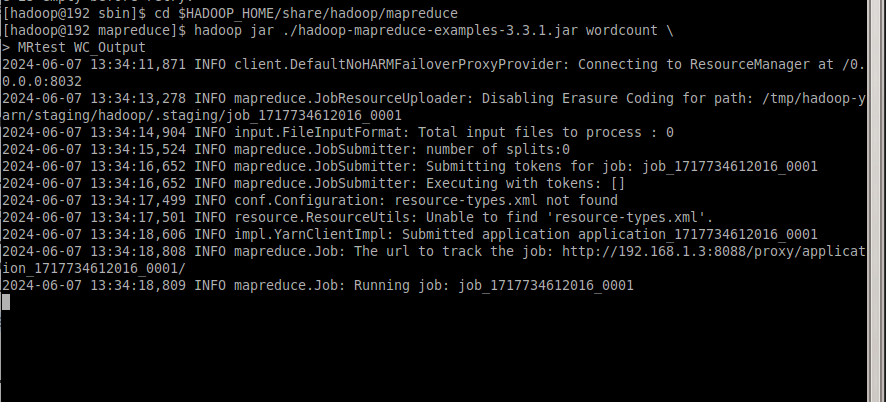 [hadoop@192 sbin]$ cd $HADOOP_HOME/share/hadoop/mapreduce
[hadoop@192 mapreduce]$ hadoop jar ./hadoop-mapreduce-examples-3.3.1.jar wordcount \
> MRtest WC_Output
2024-06-07 13:34:11,871 INFO client.DefaultNoHARMFailoverProxyProvider: Connecting to ResourceManager at /0.
0.0.0:8032
2024-06-07 13:34:13,278 INFO mapreduce.JobResourceUploader: Disabling Erasure Coding for path: /tmp/hadoop-y
arn/staging/hadoop/.staging/job_1717734612016_0001
2024-06-07 13:34:14,904 INFO input.FileInputFormat: Total input files to process : 0
2024-06-07 13:34:15,524 INFO mapreduce.JobSubmitter: number of splits:0
2024-06-07 13:34:16,652 INFO mapreduce.JobSubmitter: Submitting tokens for job: job_1717734612016_0001
2024-06-07 13:34:16,652 INFO mapreduce.JobSubmitter: Executing with tokens: []
2024-06-07 13:34:17,499 INFO conf.Configuration: resource-types.xml not found
2024-06-07 13:34:17,501 INFO resource.ResourceUtils: Unable to find 'resource-types.xml'.
2024-06-07 13:34:18,606 INFO impl.YarnClientImpl: Submitted application application_1717734612016_0001
2024-06-07 13:34:18,808 INFO mapreduce.Job: The url to track the job: http://192.168.1.3:8088/proxy/applicat
ion_1717734612016_0001/
2024-06-07 13:34:18,809 INFO mapreduce.Job: Running job: job_1717734612016_0001